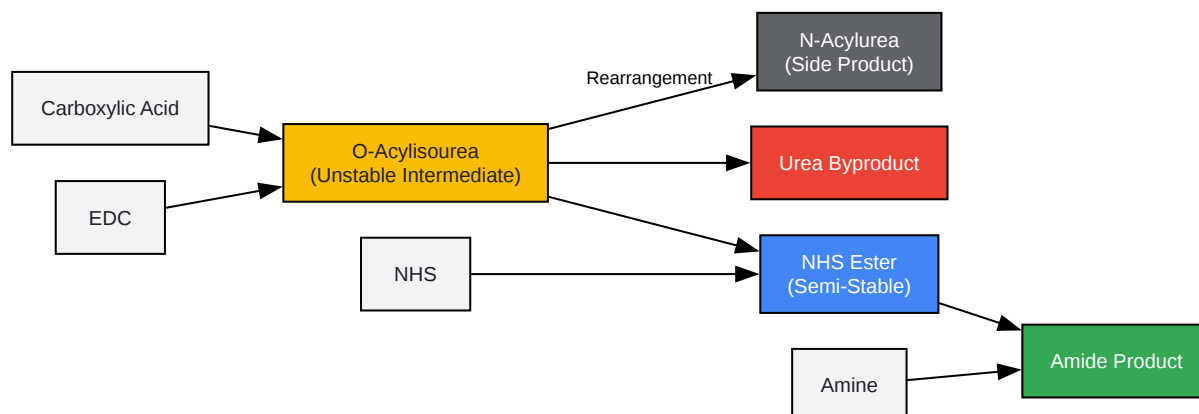 N-Acylurea
(Side Product)
Rearrangement
Carboxylic Acid
O-Acylisourea
(Unstable Intermediate)
Urea Byproduct
EDC
NHS
NHS Ester
(Semi-Stable)
Amine
Amide Product